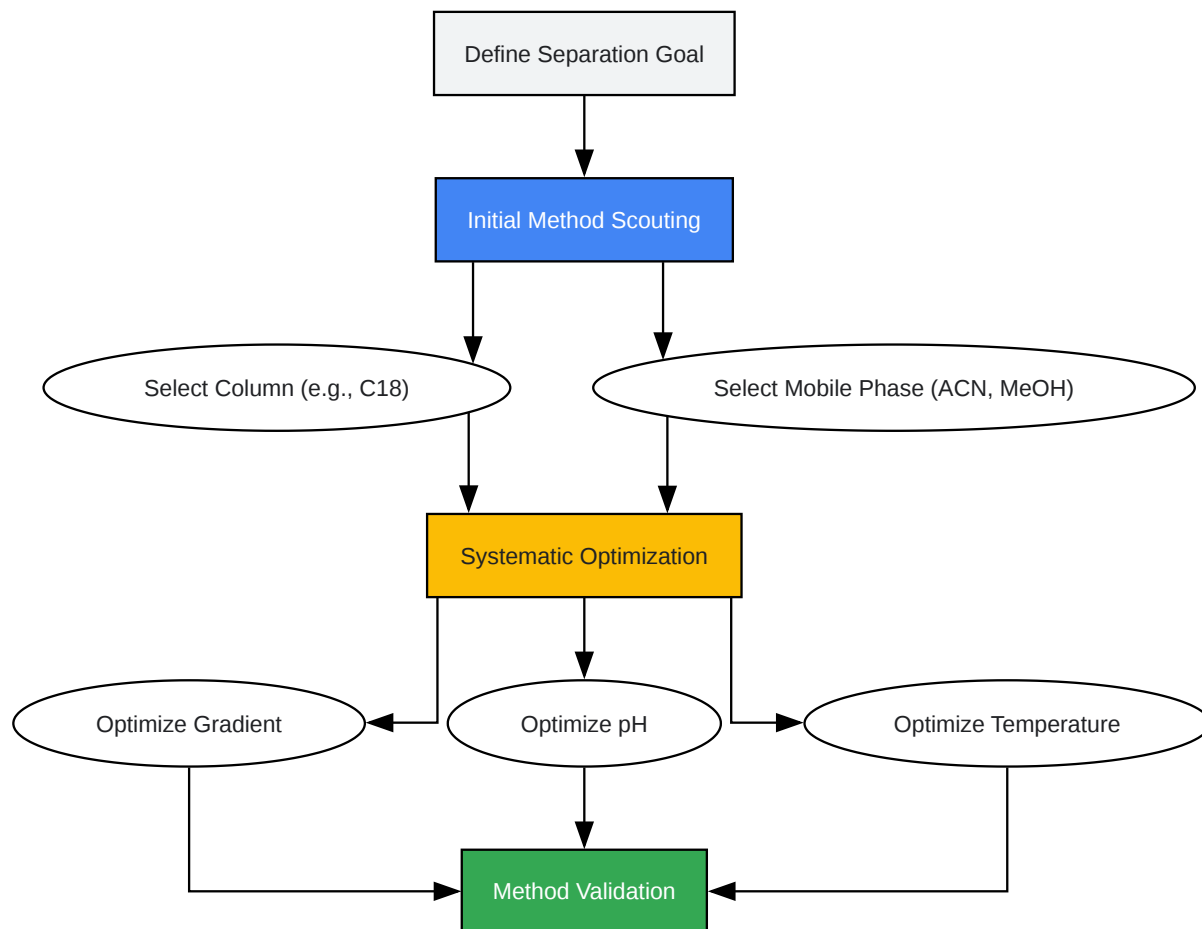 Define Separation Goal
Initial Method Scouting
Select Column (e.g., C18)
Select Mobile Phase (ACN, MeOH)
Systematic Optimization
Optimize Gradient
Optimize pH
Optimize Temperature
Method Validation